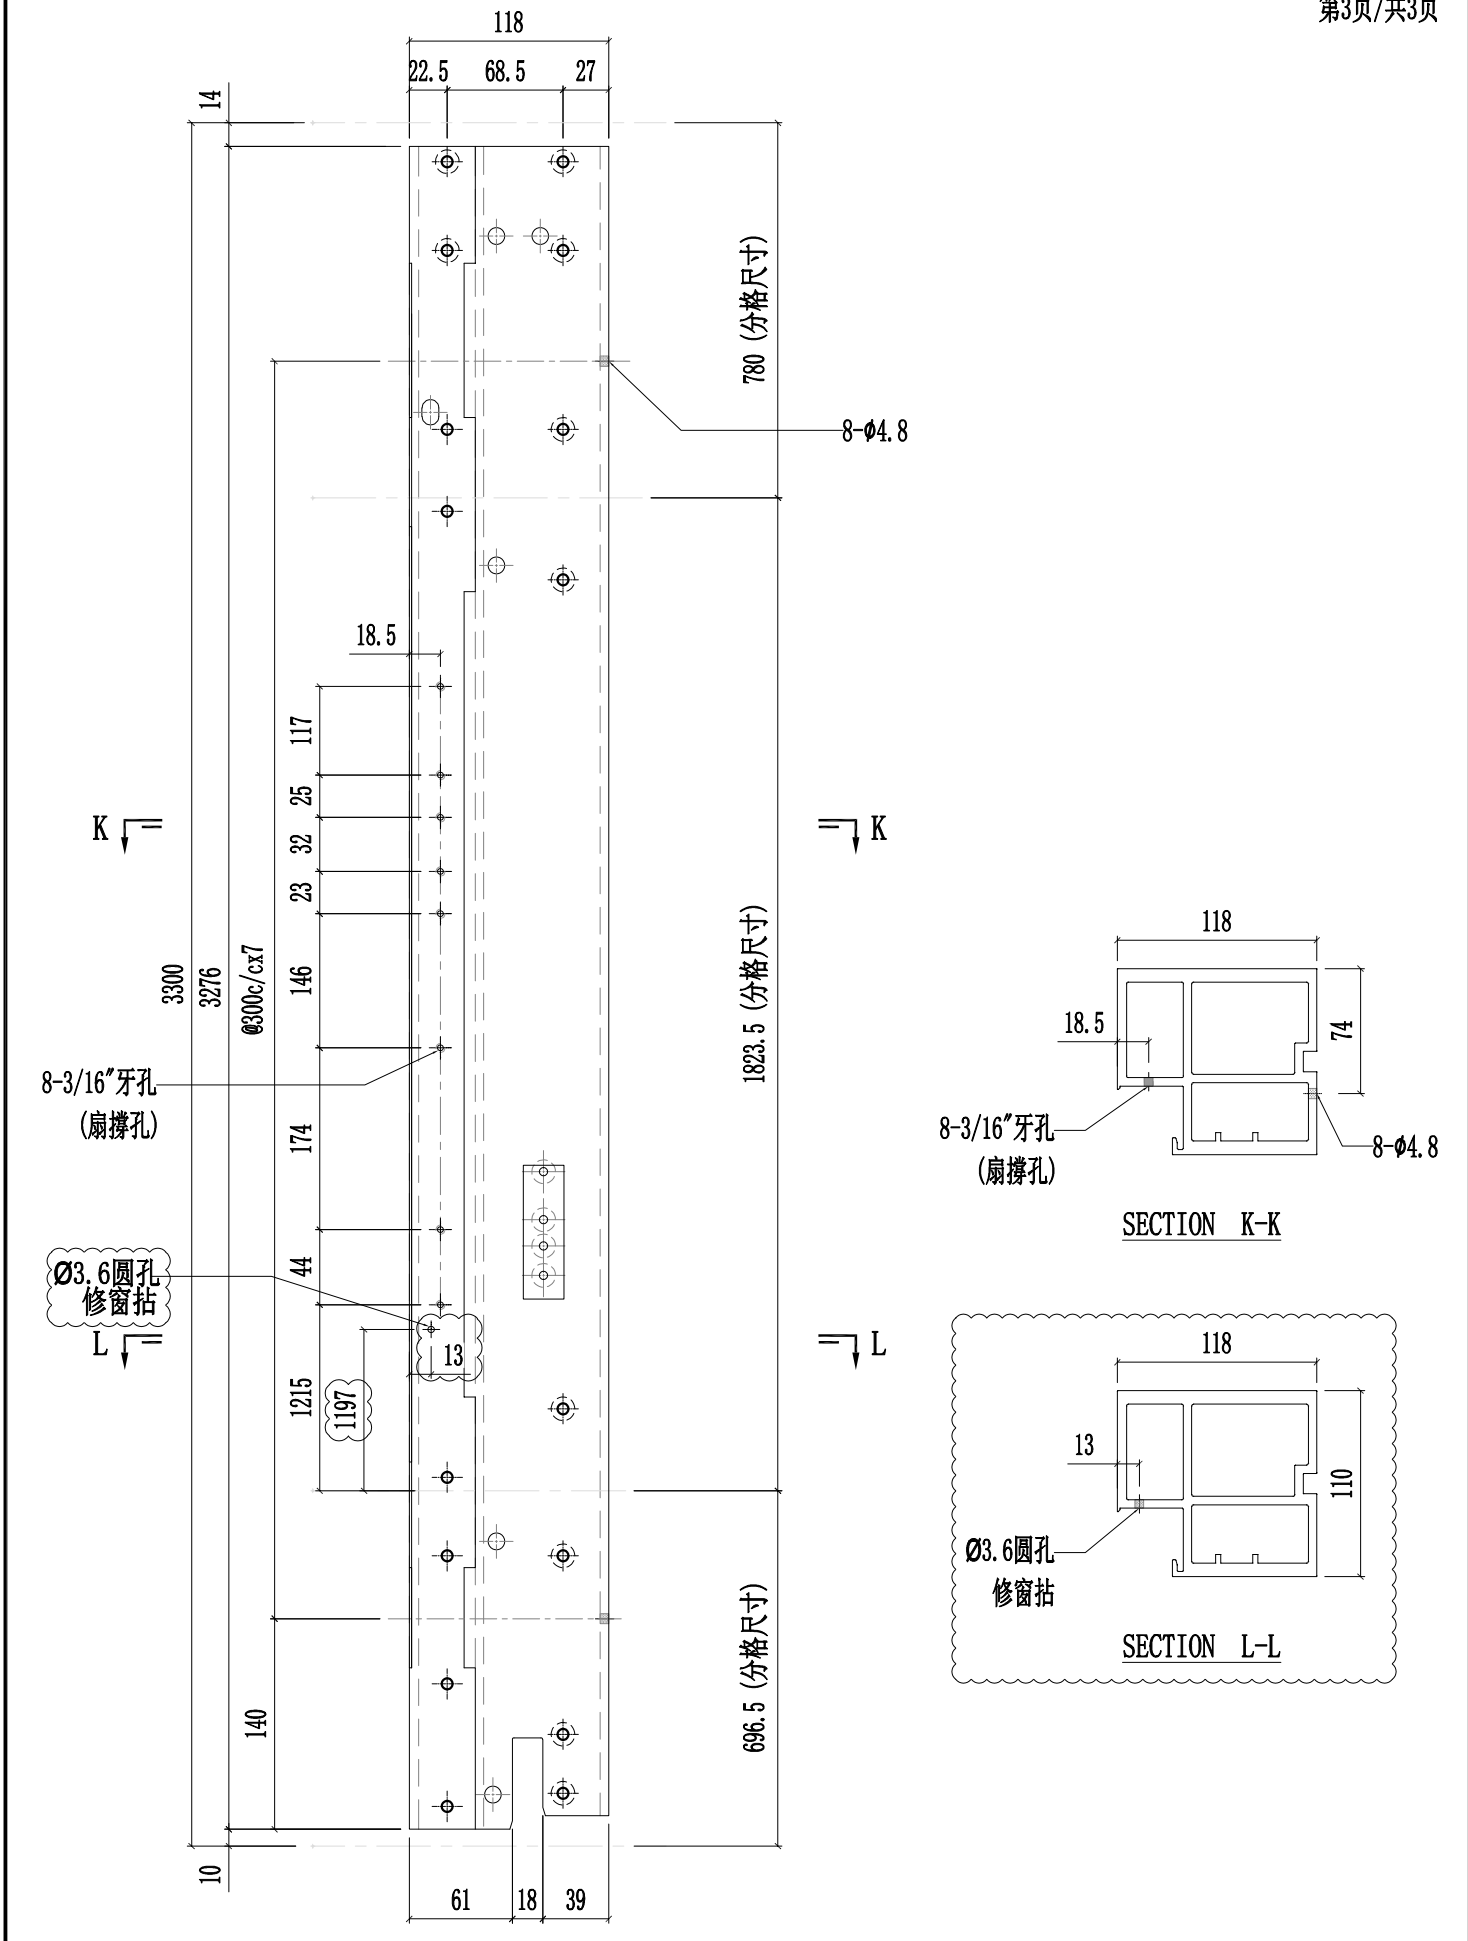 第3页/共3页
118
22.5
68.5
27
14
780 (分格尺寸)
8-ϕ4.8
18.5
117
25
32
23
146
174
44
1215
1197
13
K
K
3300
3276
@300c/cx7
1823.5 (分格尺寸)
8-3/16"牙孔
(扇撑孔)
Ø3.6圆孔
修窗拈
L
L
140
696.5 (分格尺寸)
10
61
18
39
118
18.5
74
8-3/16"牙孔
(扇撑孔)
8-ϕ4.8
SECTION K-K
118
13
110
Ø3.6圆孔
修窗拈
SECTION L-L